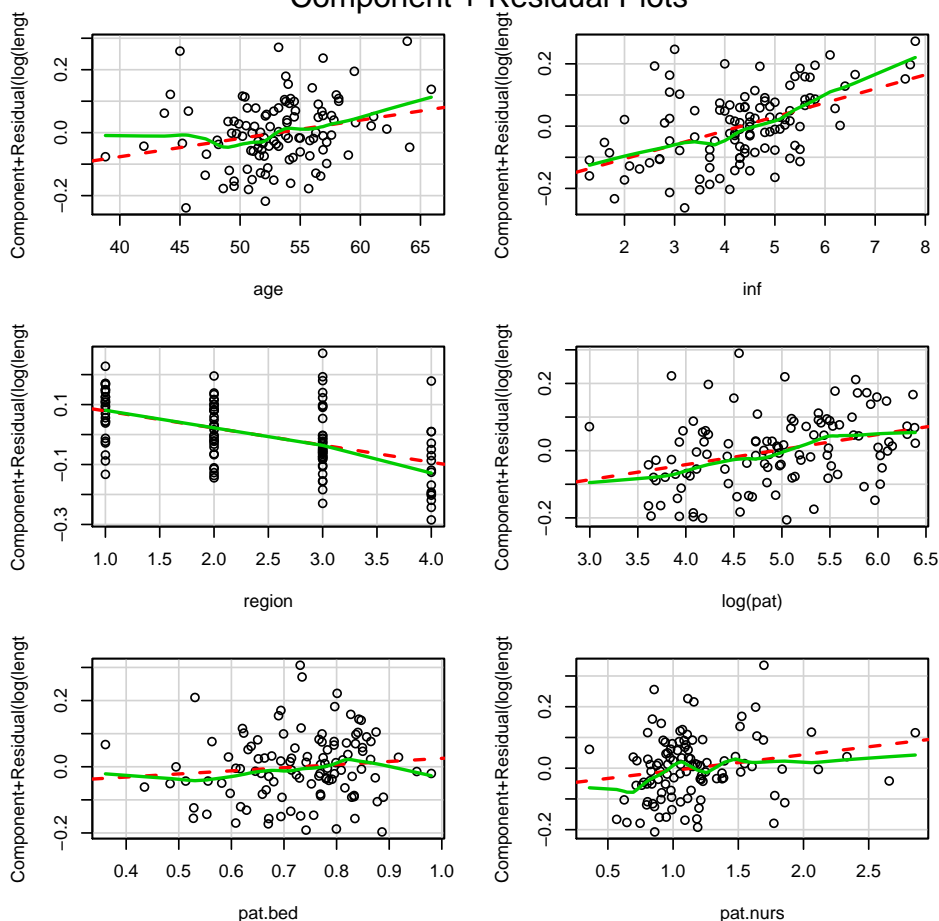 Component + Residual Plots
Component+Residual(log(lengt
0.2
0.0
−0.2
40 45 50 55 60 65
age
Component+Residual(log(lengt
0.2
0.0
−0.2
2 3 4 5 6 7 8
inf
Component+Residual(log(lengt
0.1
−0.1
−0.3
1.0 1.5 2.0 2.5 3.0 3.5 4.0
region
Component+Residual(log(lengt
0.2
0.0
−0.2
3.0 3.5 4.0 4.5 5.0 5.5 6.0 6.5
log(pat)
Component+Residual(log(lengt
0.2
0.0
−0.2
0.4 0.5 0.6 0.7 0.8 0.9 1.0
pat.bed
Component+Residual(log(lengt
0.2
0.0
−0.2
0.5 1.0 1.5 2.0 2.5
pat.nurs